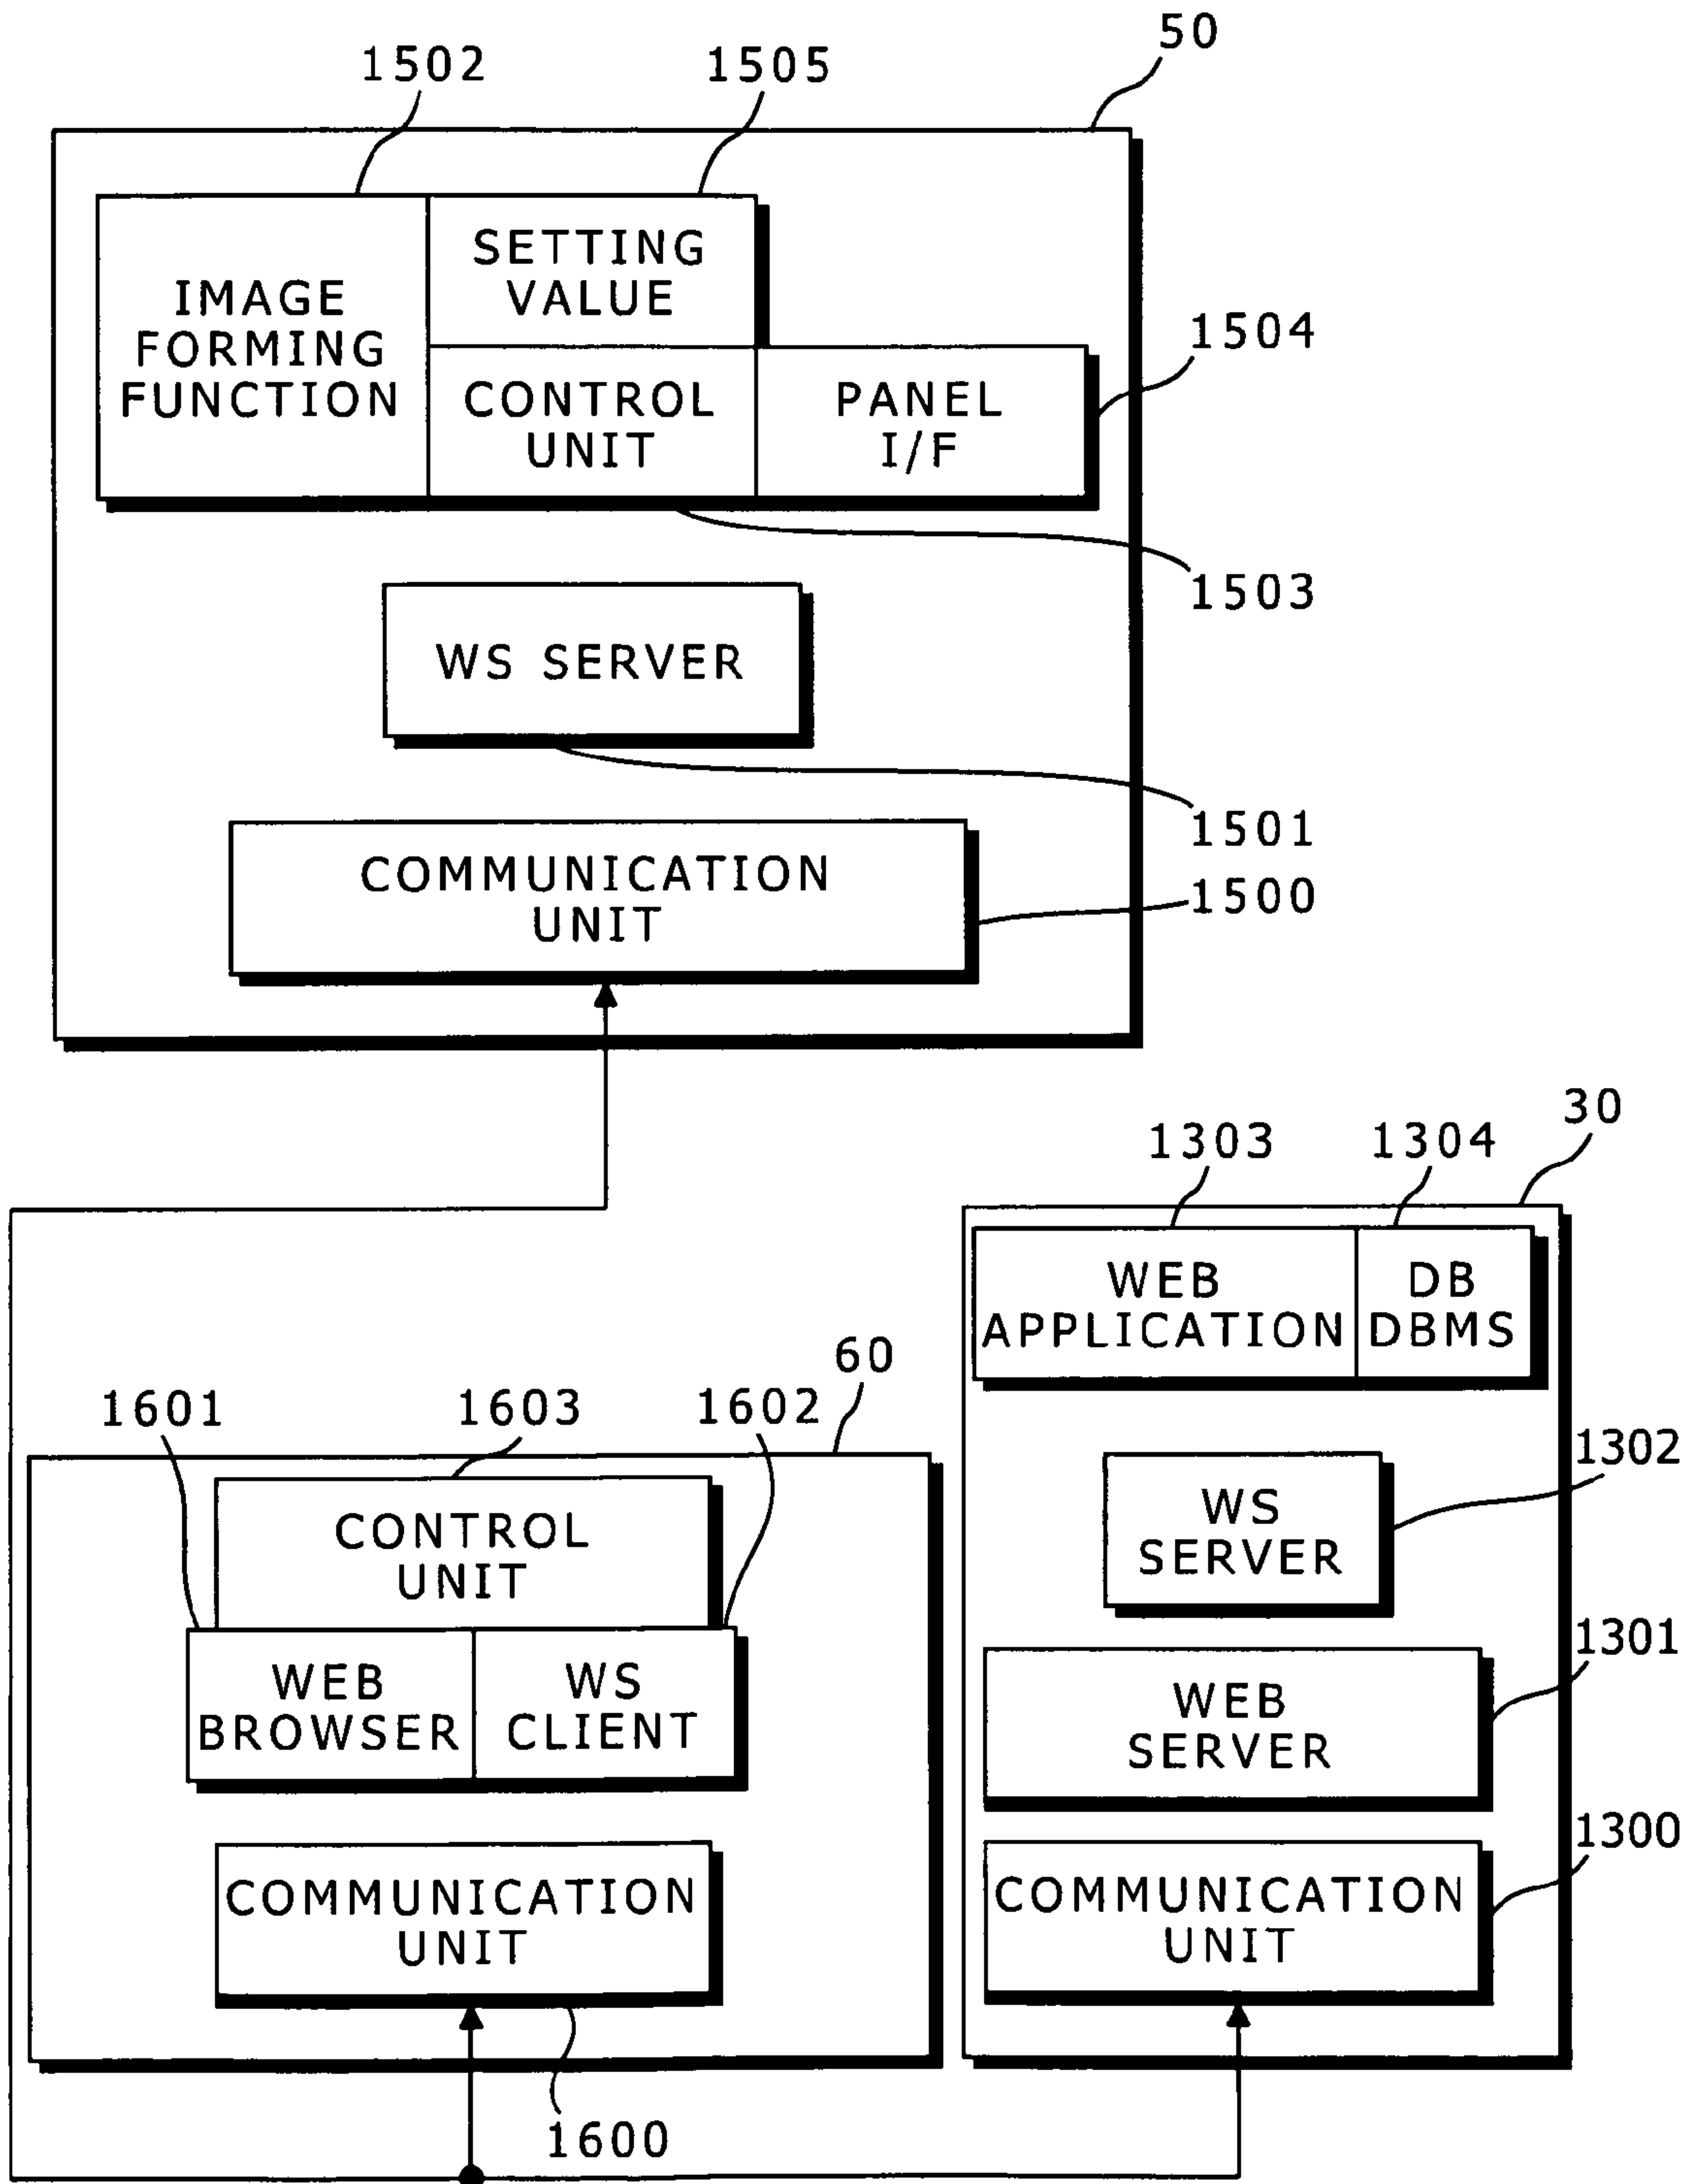 50
1502
1505
SETTING
VALUE
IMAGE
FORMING
FUNCTION
1504
CONTROL
UNIT
PANEL
I/F
1503
WS SERVER
1501
COMMUNICATION
UNIT
1500
30
1303
1304
WEB
APPLICATION
DB
DBMS
60
1601
1603
1602
1302
CONTROL
UNIT
WS
SERVER
WEB
BROWSER
WS
CLIENT
1301
WEB
SERVER
1300
COMMUNICATION
UNIT
COMMUNICATION
UNIT
1600